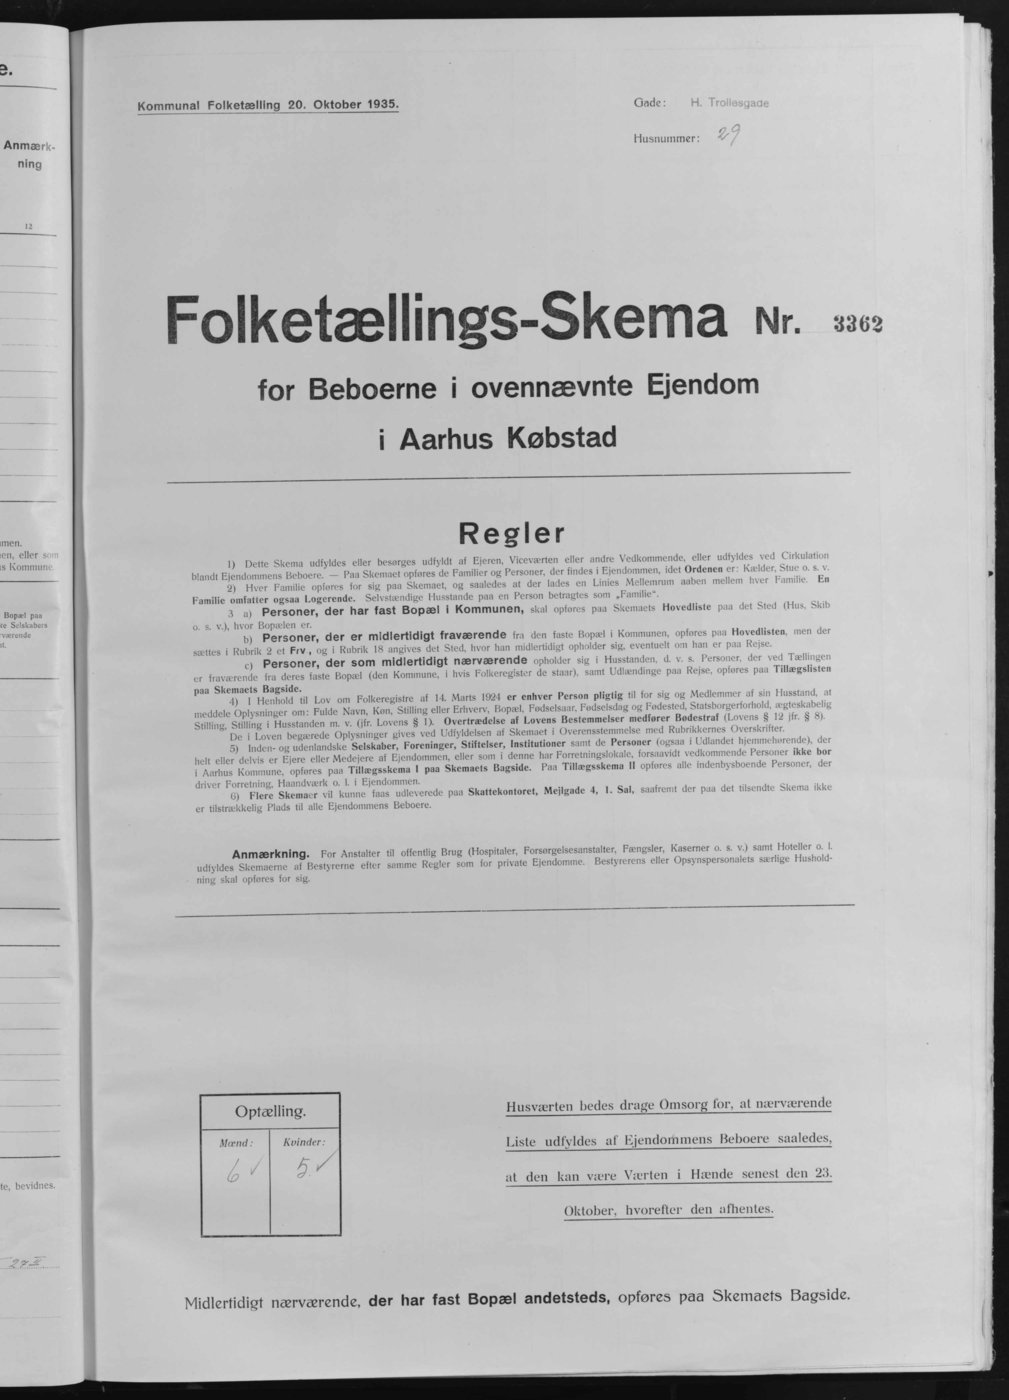 e.
Anmærk-
ning
12
men.
en, eller som
s Kommune.
Bopæl paa
re Selskabers
rværende
st.
te, bevidnes.
27 III
Kommunal Folketælling 20. Oktober 1935.
Gade: H. Trollesgade
Husnummer: 29
Folketællings-Skema Nr. 3362
for Beboerne i ovennævnte Ejendom
i Aarhus Købstad
Regler
1) Dette Skema udfyldes eller besørges udfyldt af Ejeren, Viceværten eller andre Vedkommende, eller udfyldes ved Cirkulation
blandt Ejendommens Beboere. — Paa Skemaet opføres de Familier og Personer, der findes i Ejendommen, idet Ordenen er: Kælder, Stue o. s. v.
2) Hver Familie opføres for sig paa Skemaet, og saaledes at der lades en Linies Mellemrum aaben mellem hver Familie. En
Familie omfatter ogsaa Logerende. Selvstændige Husstande paa en Person betragtes som „Familie".
3 a) Personer, der har fast Bopæl i Kommunen, skal opføres paa Skemaets Hovedliste paa det Sted (Hus, Skib
o. s. v.), hvor Bopælen er.
b) Personer, der er midlertidigt fraværende fra den faste Bopæl i Kommunen, opføres paa Hovedlisten, men der
sættes i Rubrik 2 et Frv., og i Rubrik 18 angives det Sted, hvor han midlertidigt opholder sig, eventuelt om han er paa Rejse.
c) Personer, der som midlertidigt nærværende opholder sig i Husstanden, d. v. s. Personer, der ved Tællingen
er fraværende fra deres faste Bopæl (den Kommune, i hvis Folkeregister de staar), samt Udlændinge paa Rejse, opføres paa Tillægslisten
paa Skemaets Bagside.
4) I Henhold til Lov om Folkeregistre af 14. Marts 1924 er enhver Person pligtig til for sig og Medlemmer af sin Husstand, at
meddele Oplysninger om: Fulde Navn, Køn, Stilling eller Erhverv, Bopæl, Fødselsaar, Fødselsdag og Fødested, Statsborgerforhold, ægteskabelig
Stilling, Stilling i Husstanden m. v. (jfr. Lovens § 1). Overtrædelse af Lovens Bestemmelser medfører Bødestraf (Lovens § 12 jfr. § 8).
De i Loven begærede Oplysninger gives ved Udfyldelsen af Skemaet i Overensstemmelse med Rubrikkernes Overskrifter.
5) Inden- og udenlandske Selskaber, Foreninger, Stiftelser, Institutioner samt de Personer (ogsaa i Udlandet hjemmehørende), der
helt eller delvis er Ejere eller Medejere af Ejendommen, eller som i denne har Forretningslokale, forsaavidt vedkommende Personer ikke bor
i Aarhus Kommune, opføres paa Tillægsskema I paa Skemaets Bagside. Paa Tillægsskema II opføres alle indenbysboende Personer, der
driver Forretning, Haandværk o. l. i Ejendommen.
6) Flere Skemaer vil kunne faas udleverede paa Skattekontoret, Mejlgade 4, 1. Sal, saafremt der paa det tilsendte Skema ikke
er tilstrækkelig Plads til alle Ejendommens Beboere.
Anmærkning. For Anstalter til offentlig Brug (Hospitaler, Forsørgelsesanstalter, Fængsler, Kaserner o. s. v.) samt Hoteller o. l.
udfyldes Skemaerne af Bestyrerne efter samme Regler som for private Ejendomme. Bestyrerens eller Opsynspersonalets særlige Hushold-
ning skal opføres for sig.
Optælling.
Mænd: Kvinder:
6 ✓ 5 ✓
Husværten bedes drage Omsorg for, at nærværende
Liste udfyldes af Ejendommens Beboere saaledes,
at den kan være Værten i Hænde senest den 23.
Oktober, hvorefter den afhentes.
Midlertidigt nærværende, der har fast Bopæl andetsteds, opføres paa Skemaets Bagside.